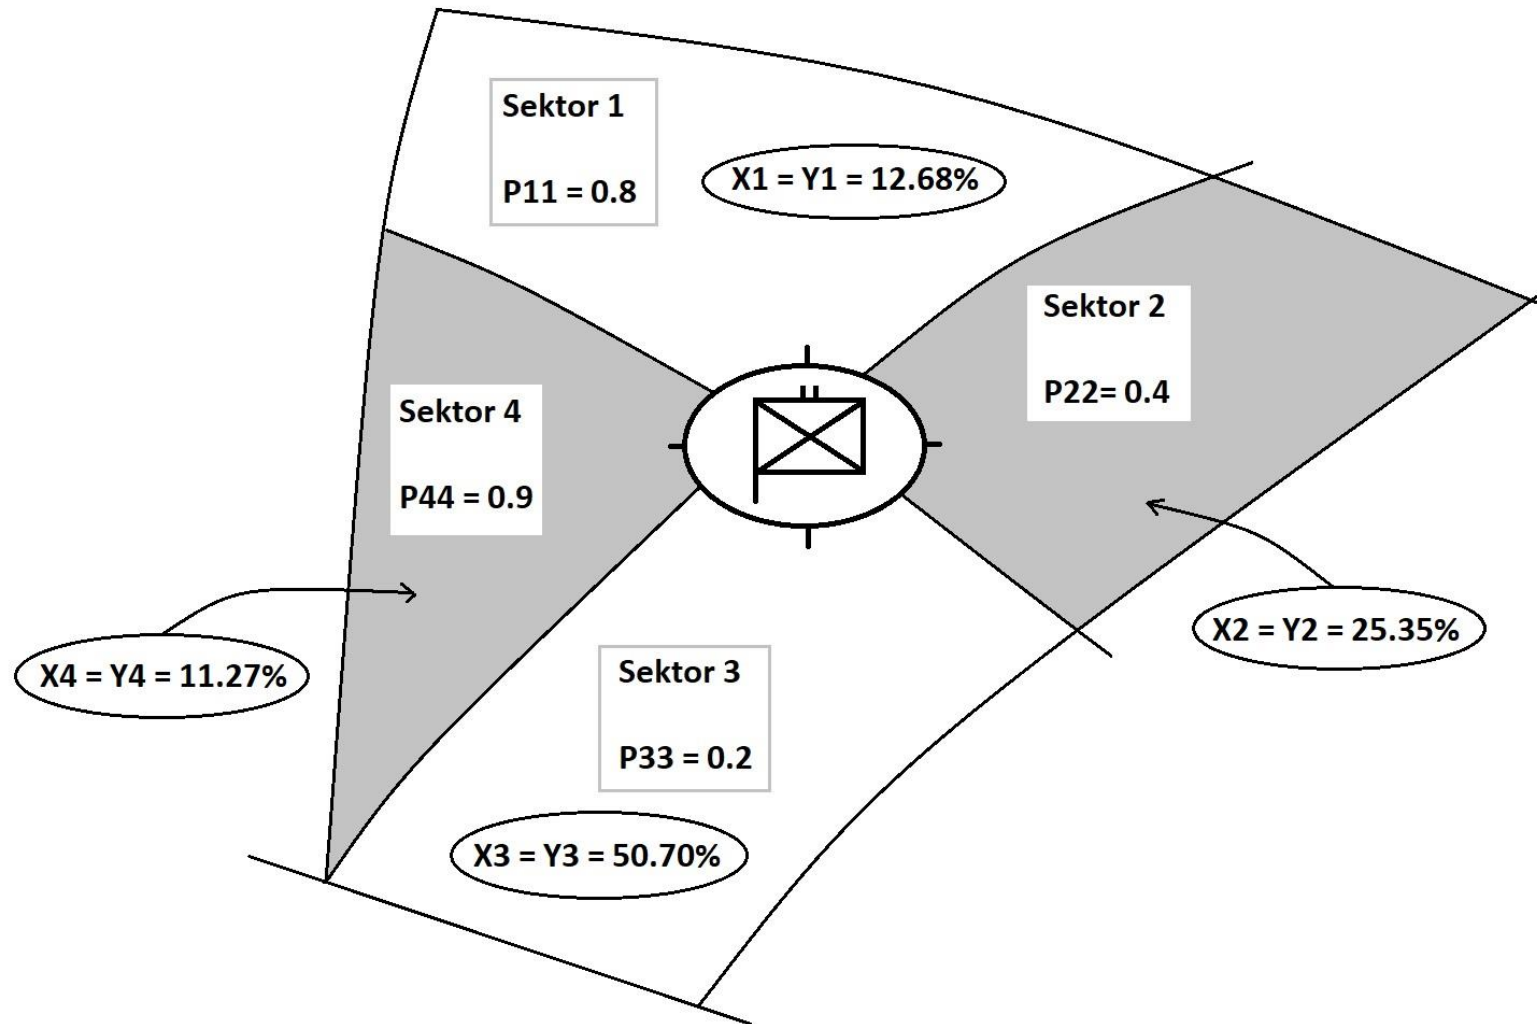 Sektor 1
P11 = 0.8
X1 = Y1 = 12.68%
Sektor 2
P22= 0.4
Sektor 4
P44 = 0.9
X2 = Y2 = 25.35%
X4 = Y4 = 11.27%
Sektor 3
P33 = 0.2
X3 = Y3 = 50.70%